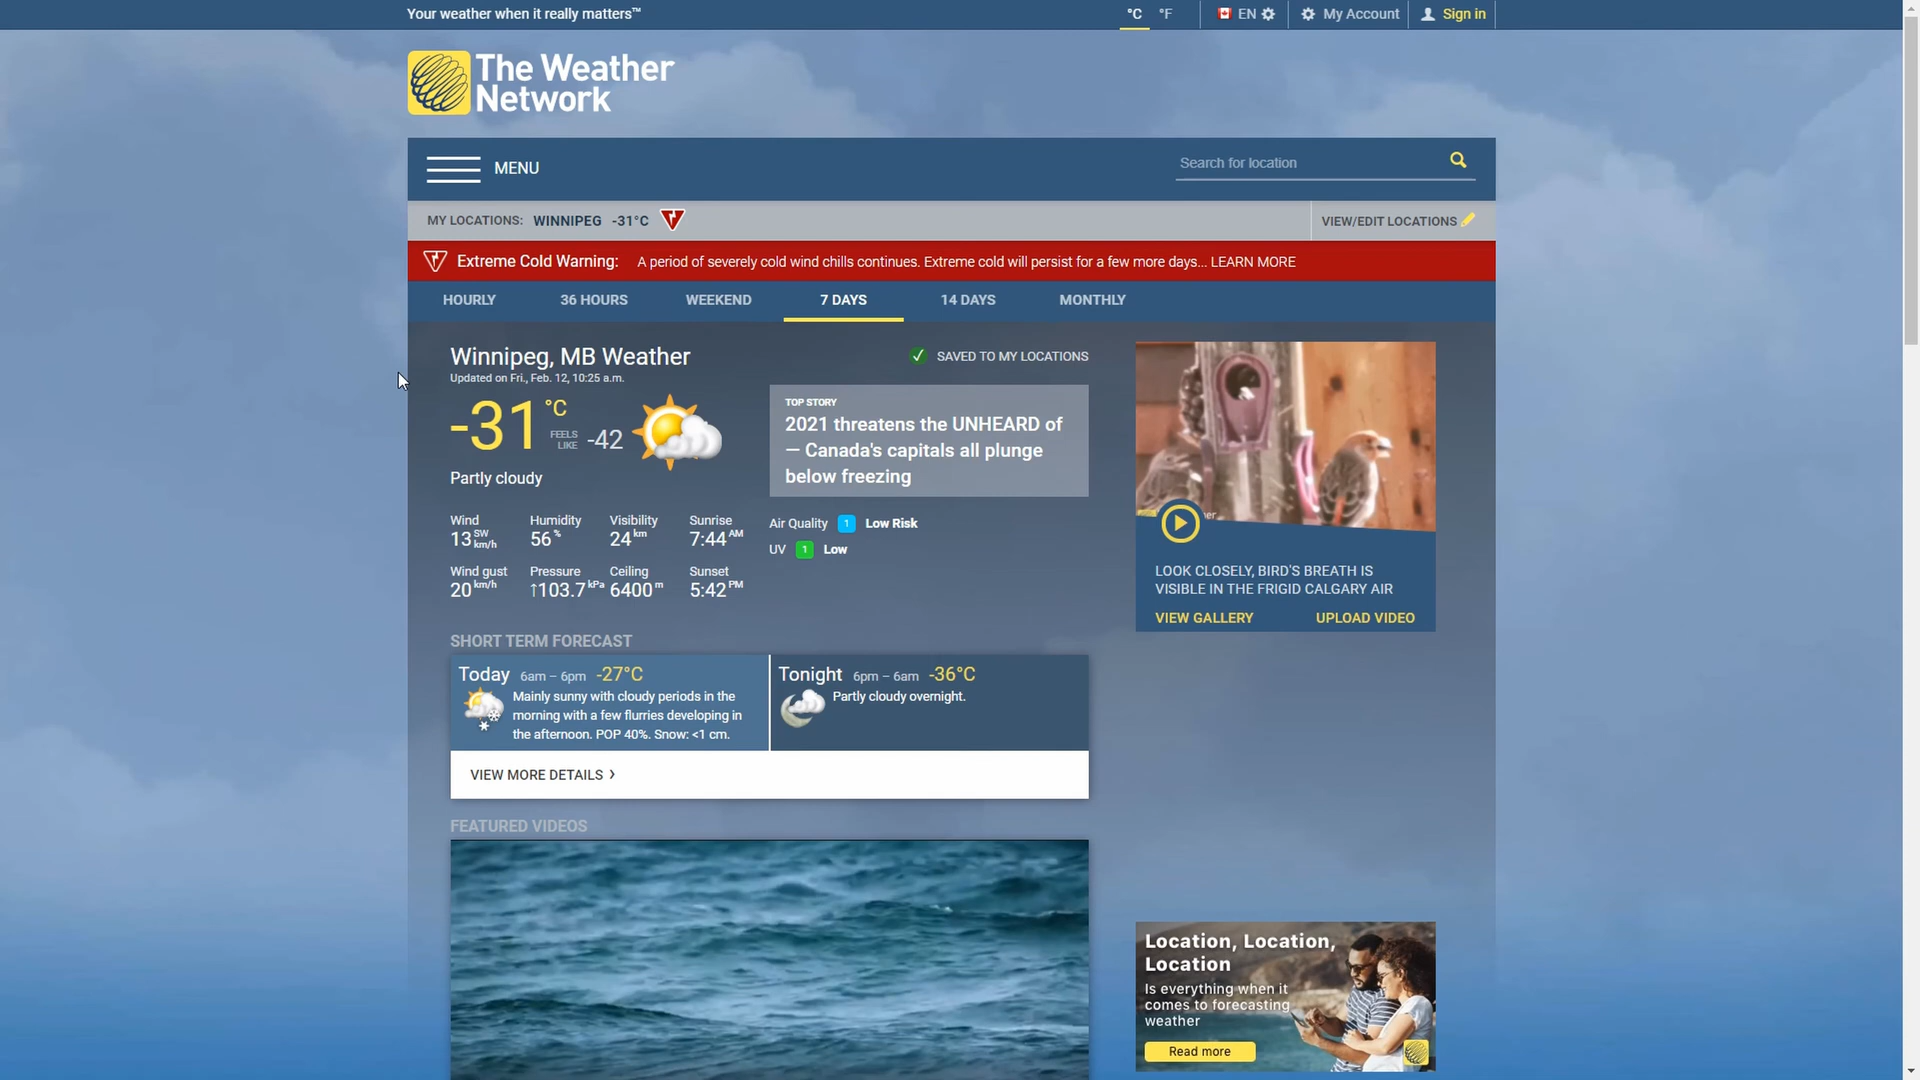 Your weather when it really matters™
°C °F EN My Account Sign in
The Weather
Network
MENU
Search for location
MY LOCATIONS: WINNIPEG -31°C
VIEW/EDIT LOCATIONS
Extreme Cold Warning: A period of severely cold wind chills continues. Extreme cold will persist for a few more days... LEARN MORE
HOURLY 36 HOURS WEEKEND 7 DAYS 14 DAYS MONTHLY
Winnipeg, MB Weather
Updated on Fri., Feb. 12, 10:25 a.m.
-31 °C
FEELS
LIKE -42
Partly cloudy
SAVED TO MY LOCATIONS
TOP STORY
2021 threatens the UNHEARD of
— Canada's capitals all plunge
below freezing
Wind Humidity Visibility Sunrise
13 SW km/h 56 % 24 km 7:44 AM
Wind gust Pressure Ceiling Sunset
20 km/h ↑103.7 kPa 6400 m 5:42 PM
Air Quality 1 Low Risk
UV 1 Low
LOOK CLOSELY, BIRD'S BREATH IS
VISIBLE IN THE FRIGID CALGARY AIR
VIEW GALLERY UPLOAD VIDEO
SHORT TERM FORECAST
Today 6am – 6pm -27°C
Mainly sunny with cloudy periods in the
morning with a few flurries developing in
the afternoon. POP 40%. Snow: <1 cm.
Tonight 6pm – 6am -36°C
Partly cloudy overnight.
VIEW MORE DETAILS ›
FEATURED VIDEOS
Location, Location,
Location
Is everything when it
comes to forecasting
weather
Read more